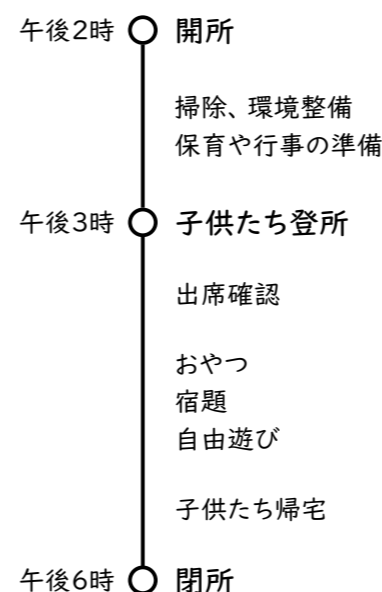 午後2時 開所
掃除、環境整備
保育や行事の準備
午後3時 子供たち登所
出席確認
おやつ
宿題
自由遊び
子供たち帰宅
午後6時 閉所